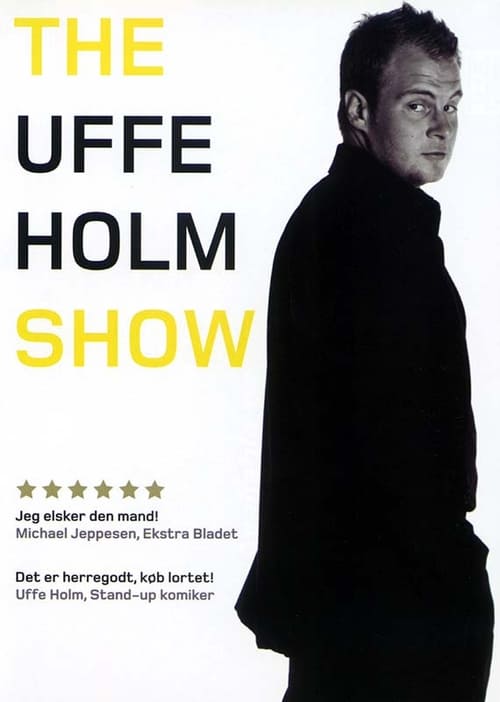 THE
UFFE
HOLM
SHOW
Jeg elsker den mand!
Michael Jeppesen, Ekstra Bladet
Det er herregodt, køb lortet!
Uffe Holm, Stand-up komiker